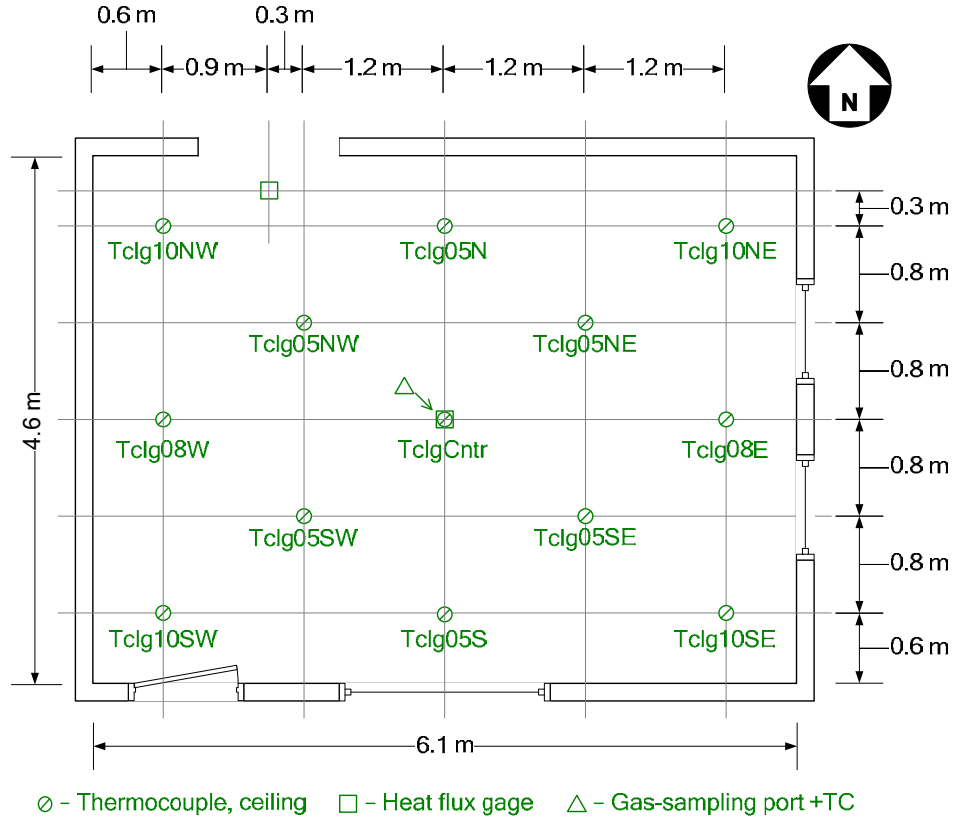 0.6 m
0.3 m
0.9 m
1.2 m
1.2 m
1.2 m
N
0.3 m
Tclg10NW
Tclg05N
Tclg10NE
0.8 m
Tclg05NW
Tclg05NE
0.8 m
4.6 m
Tclg08W
TclgCntr
Tclg08E
0.8 m
Tclg05SW
Tclg05SE
0.8 m
Tclg10SW
Tclg05S
Tclg10SE
0.6 m
6.1 m
– Thermocouple, ceiling
– Heat flux gage
– Gas-sampling port +TC